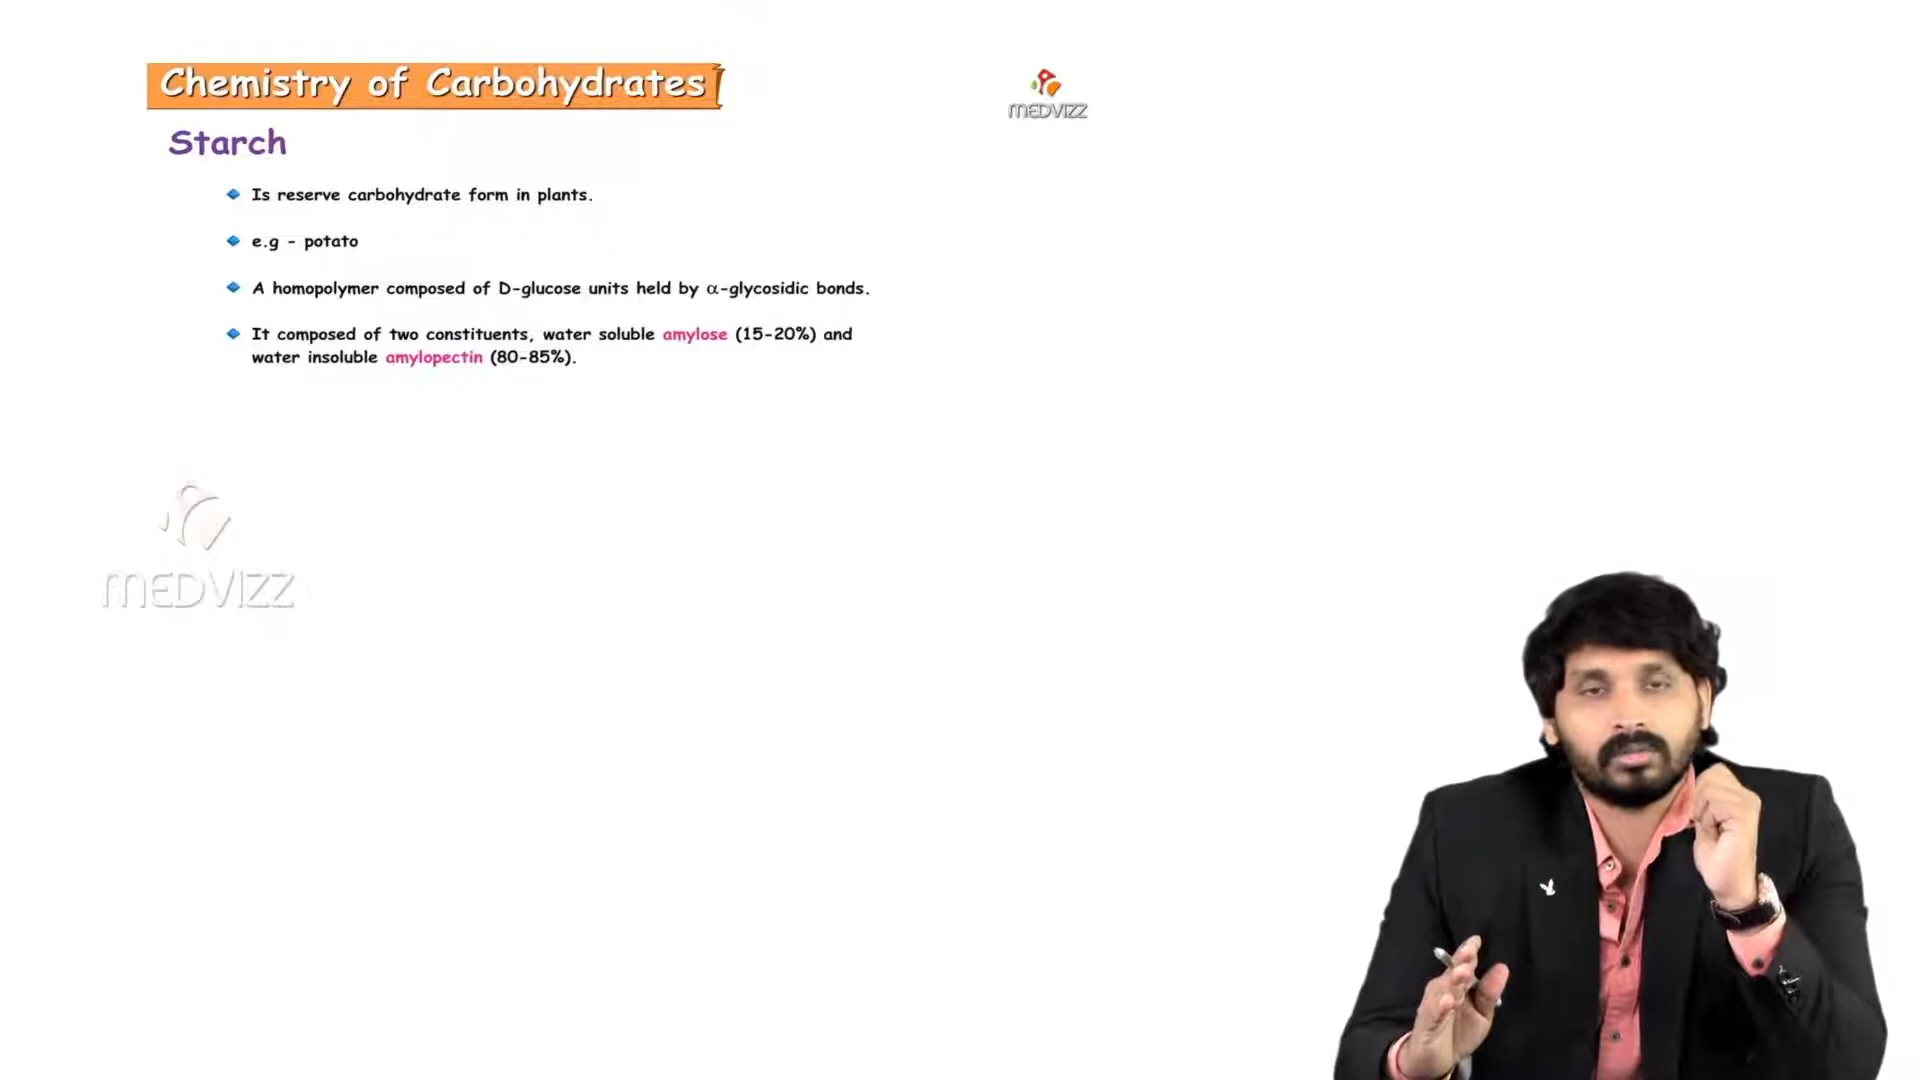 Chemistry of Carbohydrates
MEDVIZZ
Starch
Is reserve carbohydrate form in plants.
e.g - potato
A homopolymer composed of D-glucose units held by α-glycosidic bonds.
It composed of two constituents, water soluble amylose (15-20%) and
water insoluble amylopectin (80-85%).
MEDVIZZ